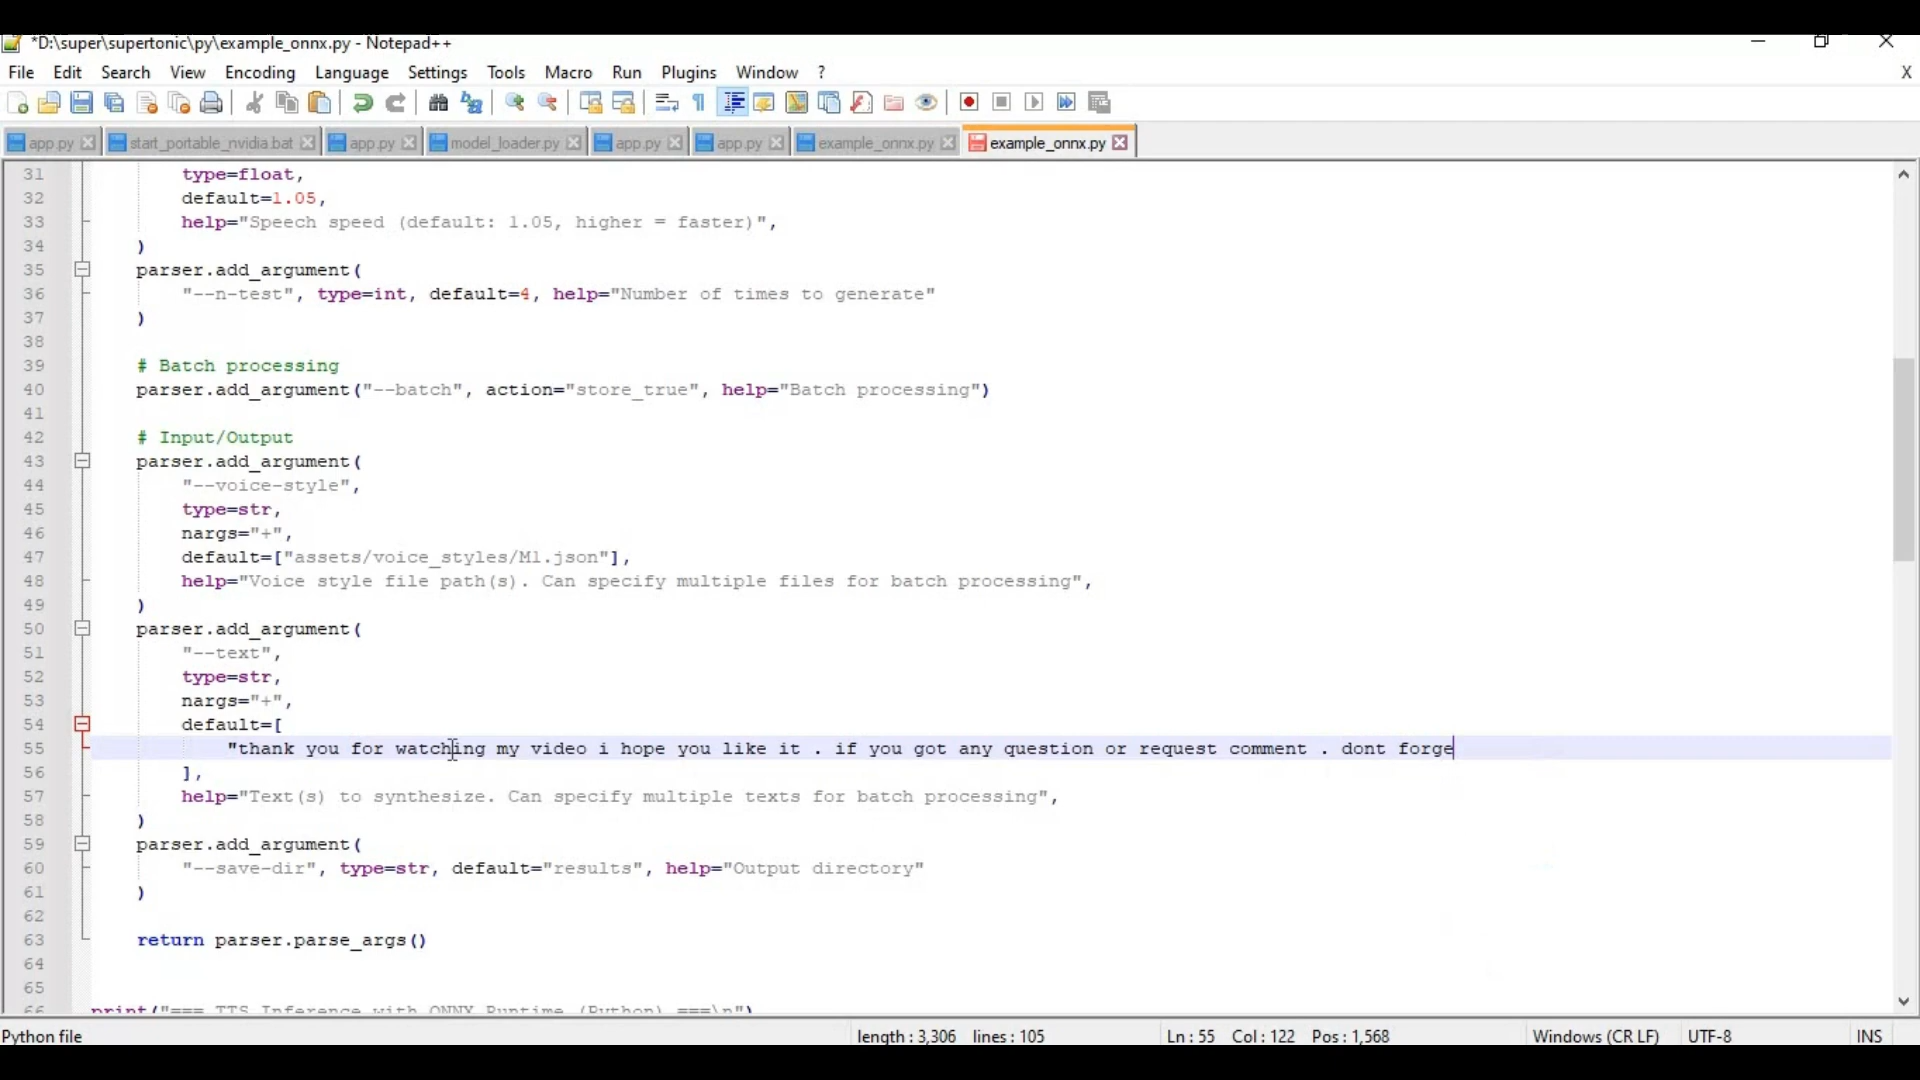 *D:\super\supertonic\py\example_onnx.py - Notepad++
File Edit Search View Encoding Language Settings Tools Macro Run Plugins Window ? X
app.py start_portable_nvidia.bat app.py model_loader.py app.py app.py example_onnx.py example_onnx.py
31 type=float,
32 default=1.05,
33 help="Speech speed (default: 1.05, higher = faster)",
34 )
35 parser.add_argument(
36 "--n-test", type=int, default=4, help="Number of times to generate"
37 )
38
39 # Batch processing
40 parser.add_argument("--batch", action="store_true", help="Batch processing")
41
42 # Input/Output
43 parser.add_argument(
44 "--voice-style",
45 type=str,
46 nargs="+",
47 default=["assets/voice_styles/M1.json"],
48 help="Voice style file path(s). Can specify multiple files for batch processing",
49 )
50 parser.add_argument(
51 "--text",
52 type=str,
53 nargs="+",
54 default=[
55 "thank you for watching my video i hope you like it . if you got any question or request comment . dont forge
56 ],
57 help="Text(s) to synthesize. Can specify multiple texts for batch processing",
58 )
59 parser.add_argument(
60 "--save-dir", type=str, default="results", help="Output directory"
61 )
62
63 return parser.parse_args()
64
65
66 print("=== TTS Inference with ONNX Runtime (Python) ===\n")
Python file length : 3,306 lines : 105 Ln : 55 Col : 122 Pos : 1,568 Windows (CR LF) UTF-8 INS